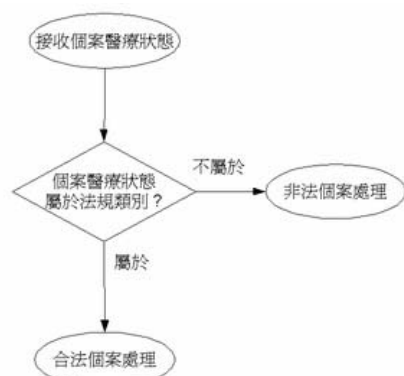 接收個案醫療狀態
個案醫療狀態
屬於法規類別？
不屬於
非法個案處理
屬於
合法個案處理